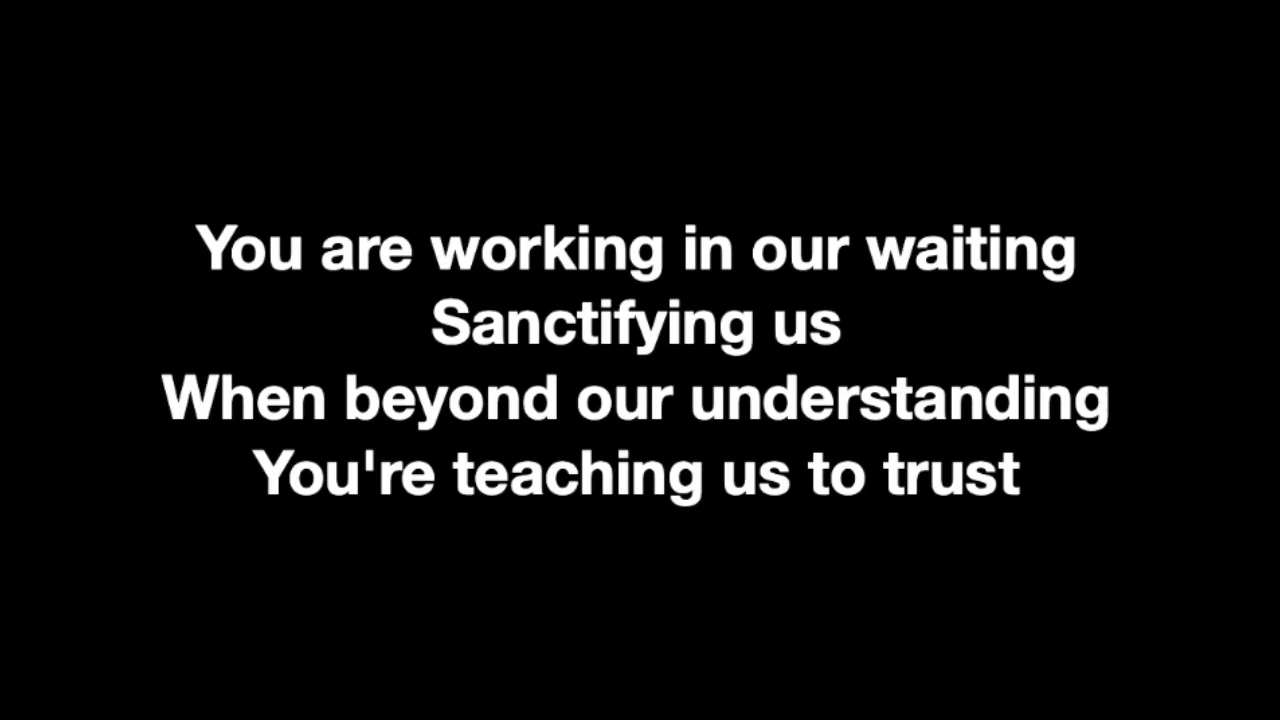 You are working in our waiting
Sanctifying us
When beyond our understanding
You're teaching us to trust